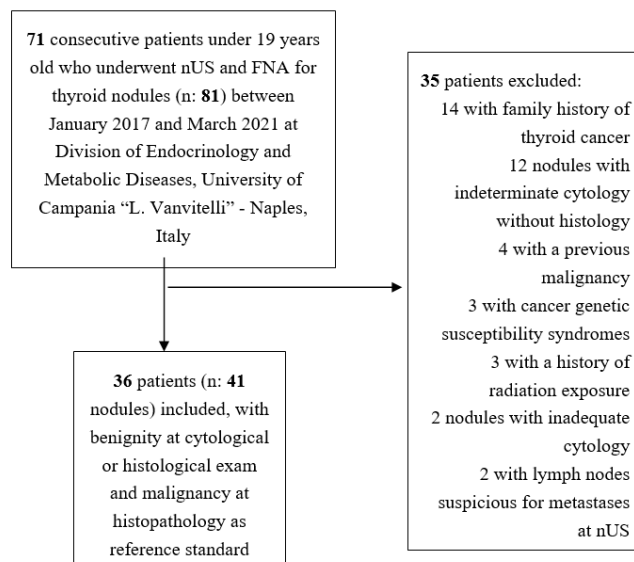 71 consecutive patients under 19 years
old who underwent nUS and FNA for
thyroid nodules (n: 81) between
January 2017 and March 2021 at
Division of Endocrinology and
Metabolic Diseases, University of
Campania “L. Vanvitelli” - Naples,
Italy
35 patients excluded:
14 with family history of
thyroid cancer
12 nodules with
indeterminate cytology
without histology
4 with a previous
malignancy
3 with cancer genetic
susceptibility syndromes
3 with a history of
radiation exposure
2 nodules with inadequate
cytology
2 with lymph nodes
suspicious for metastases
at nUS
36 patients (n: 41
nodules) included, with
benignity at cytological
or histological exam
and malignancy at
histopathology as
reference standard